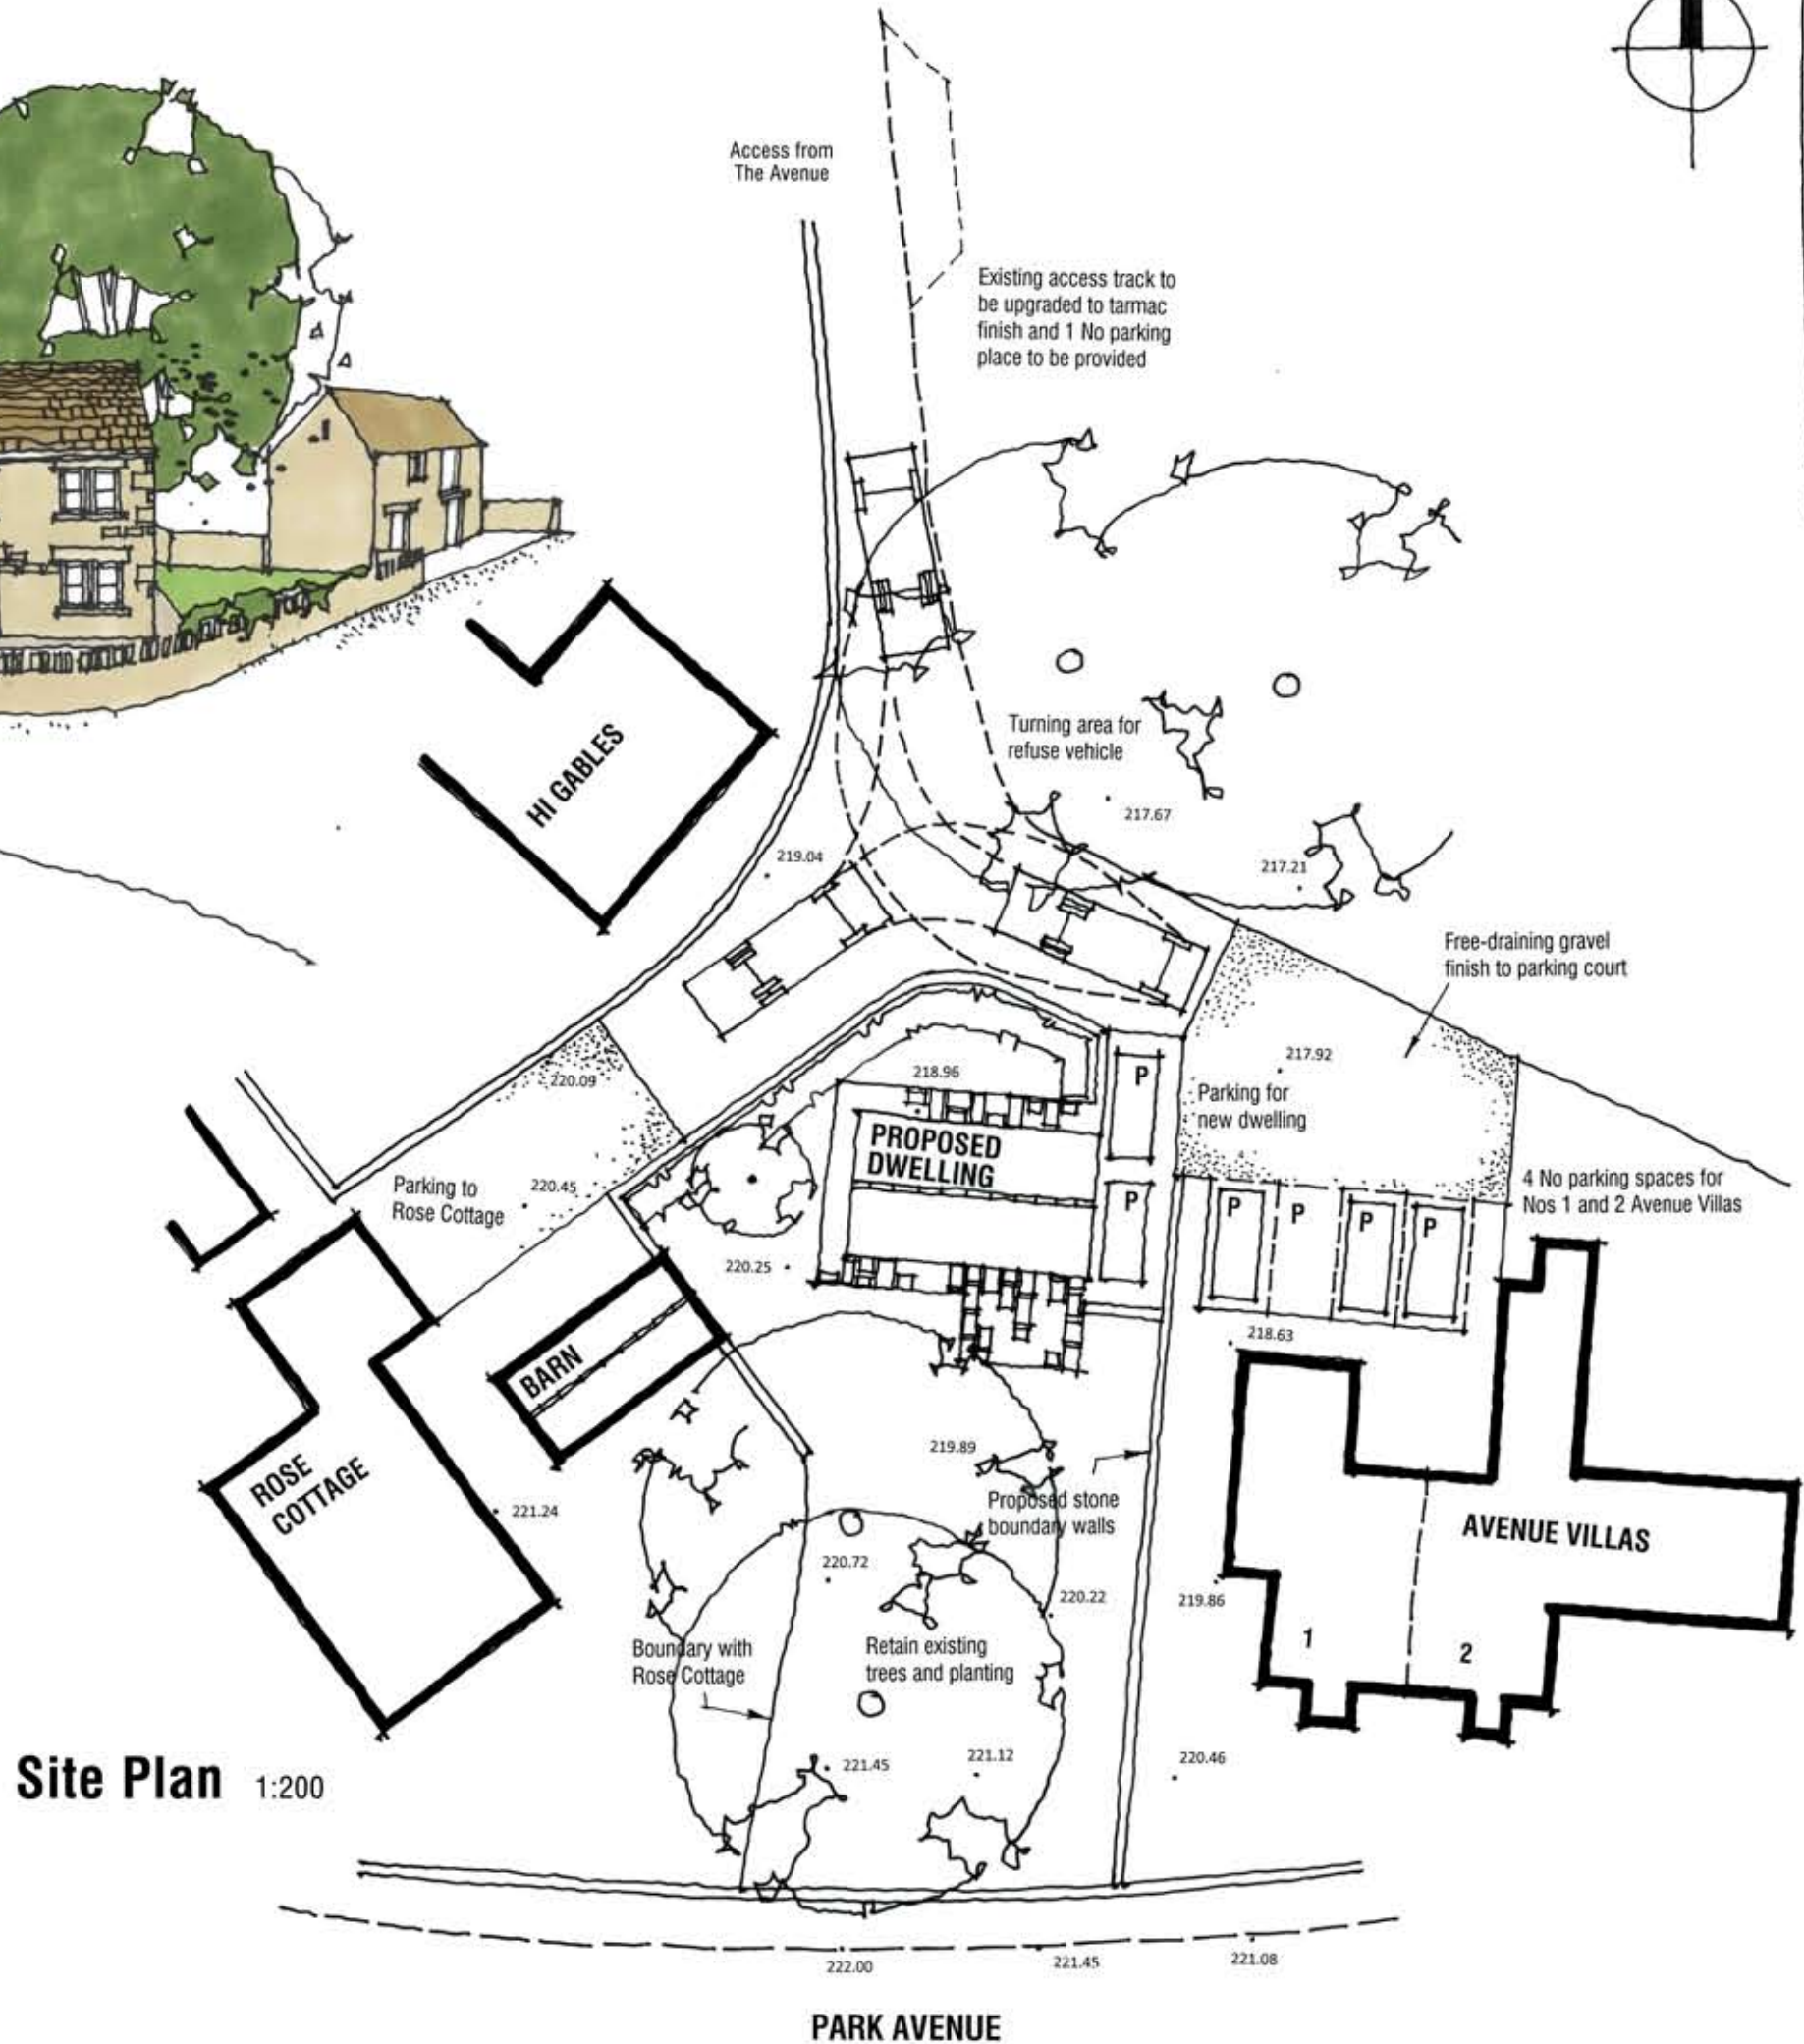 Access from
The Avenue
Existing access track to
be upgraded to tarmac
finish and 1 No parking
place to be provided
HI GABLES
Turning area for
refuse vehicle
217.67
219.04
217.21
Free-draining gravel
finish to parking court
220.09
218.96
217.92
P
Parking for
new dwelling
PROPOSED
DWELLING
Parking to
Rose Cottage
220.45
4 No parking spaces for
Nos 1 and 2 Avenue Villas
P
P
P
P
P
220.25
218.63
BARN
ROSE
COTTAGE
219.89
221.24
Proposed stone
boundary walls
AVENUE VILLAS
220.72
220.22
219.86
1
2
Boundary with
Rose Cottage
Retain existing
trees and planting
221.45
221.12
220.46
Site Plan 1:200
222.00
221.45
221.08
PARK AVENUE